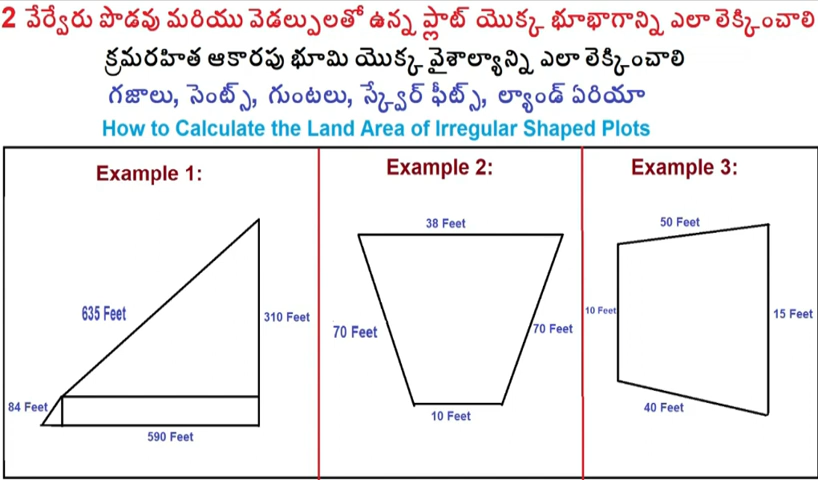 2 వేర్వేరు పొడవు మరియు వెడల్పులతో ఉన్న ప్లాట్ యొక్క భూభాగాన్ని ఎలా లెక్కించాలి
క్రమరహిత ఆకారపు భూమి యొక్క వైశాల్యాన్ని ఎలా లెక్కించాలి
గజాలు, సెంట్స్, గుంటలు, స్క్వేర్ ఫీట్స్, ల్యాండ్ ఏరియా
How to Calculate the Land Area of Irregular Shaped Plots
Example 1:
635 Feet
310 Feet
84 Feet
590 Feet
Example 2:
38 Feet
70 Feet
70 Feet
10 Feet
Example 3:
50 Feet
10 Feet
15 Feet
40 Feet